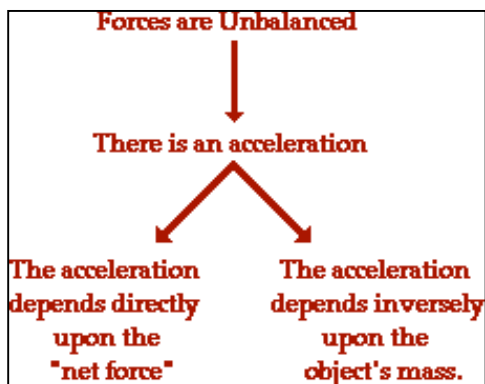 Forces are Unbalanced
There is an acceleration
The acceleration
depends directly
upon the
"net force"
The acceleration
depends inversely
upon the
object's mass.